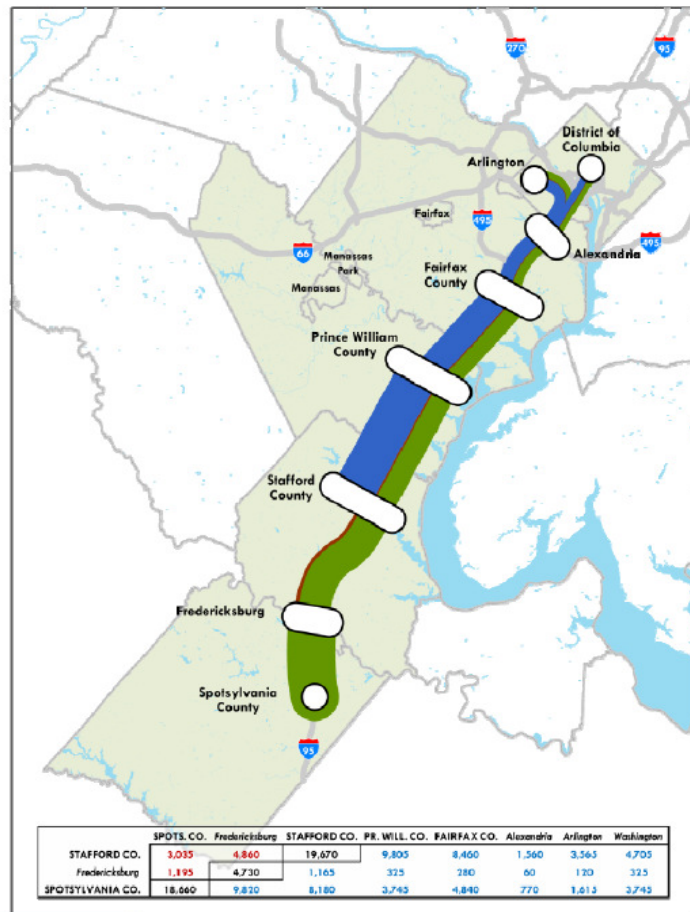 270
95
District of
Columbia
Arlington
Fairfax
495
495
Alexandria
66
Manassas
Park
Manassas
Fairfax
County
Prince William
County
Stafford
County
Fredericksburg
Spotsylvania
County
95
SPOTS. CO. Fredericksburg STAFFORD CO. PR. WILL. CO. FAIRFAX CO. Alexandria Arlington Washington
STAFFORD CO. 3,035 4,860 19,670 9,805 8,460 1,560 3,565 4,705
Fredericksburg 1,195 4,730 1,165 325 280 60 120 325
SPOTSYLVANIA CO. 18,660 9,820 8,180 3,745 4,840 770 1,615 3,745